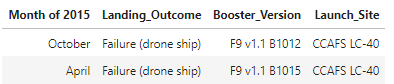 Month of 2015 Landing_Outcome Booster_Version Launch_Site
October Failure (drone ship) F9 v1.1 B1012 CCAFS LC-40
April Failure (drone ship) F9 v1.1 B1015 CCAFS LC-40